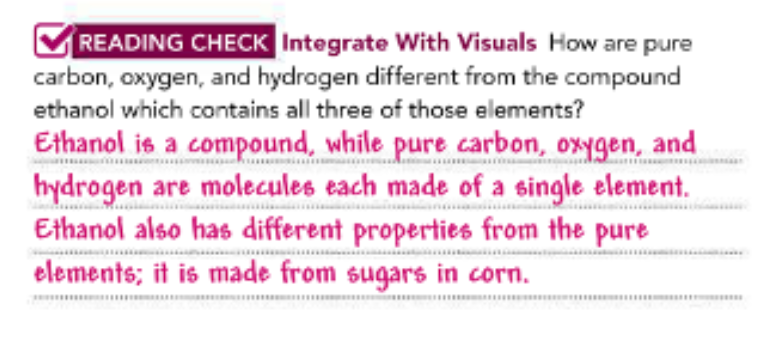 READING CHECK Integrate With Visuals How are pure
carbon, oxygen, and hydrogen different from the compound
ethanol which contains all three of those elements?
Ethanol is a compound, while pure carbon, oxygen, and
hydrogen are molecules each made of a single element.
Ethanol also has different properties from the pure
elements; it is made from sugars in corn.